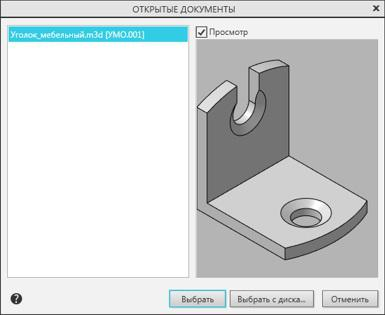 ОТКРЫТЫЕ ДОКУМЕНТЫ
Уголок_мебельный.m3d [УМО.001]
Просмотр
?
Выбрать
Выбрать с диска...
Отменить